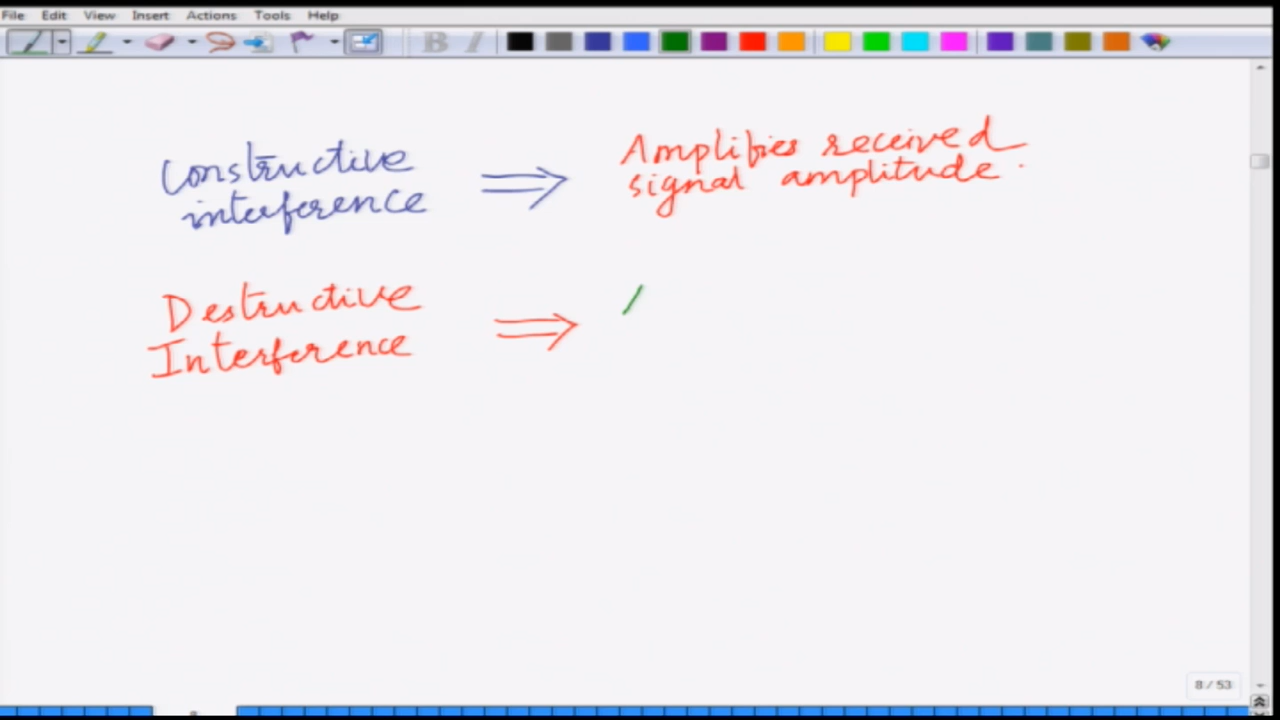 File Edit View Insert Actions Tools Help
B I
Constructive
interference
⇒
Amplifies received
signal amplitude.
Destructive
Interference
⇒
8 / 53